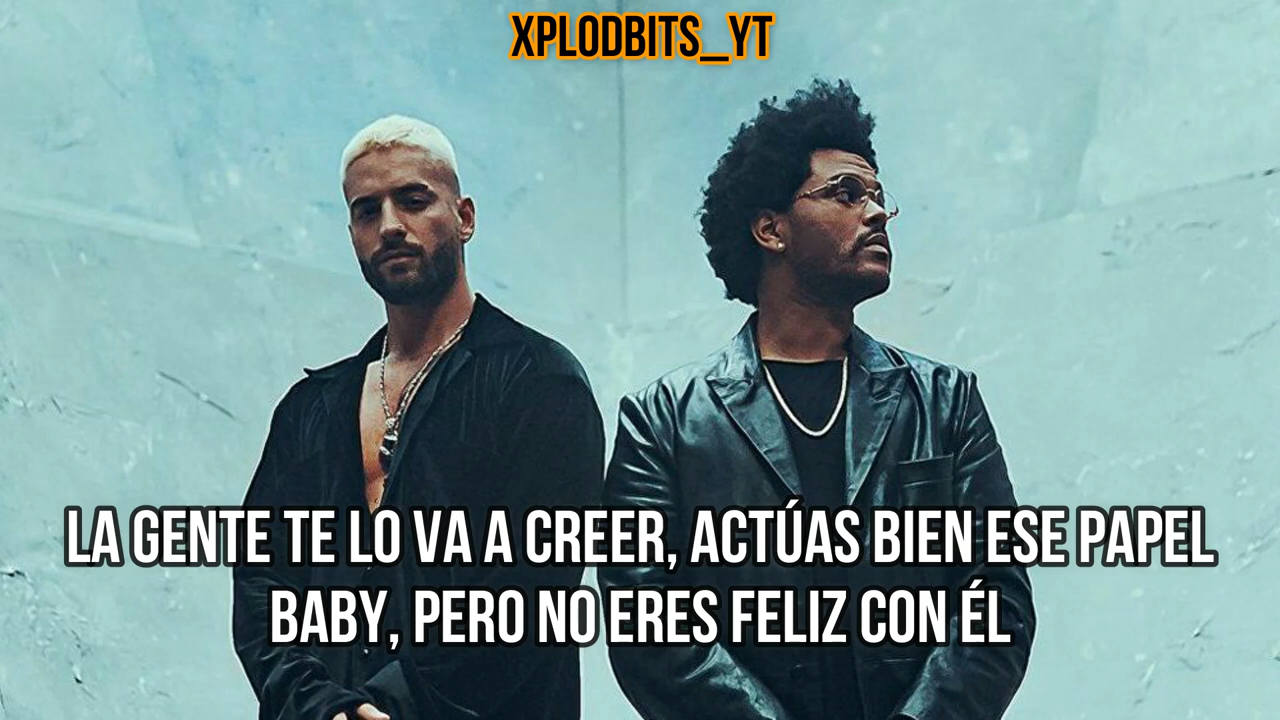 XPLODBITS_YT
LA GENTE TE LO VA A CREER, ACTÚAS BIEN ESE PAPEL
BABY, PERO NO ERES FELIZ CON ÉL